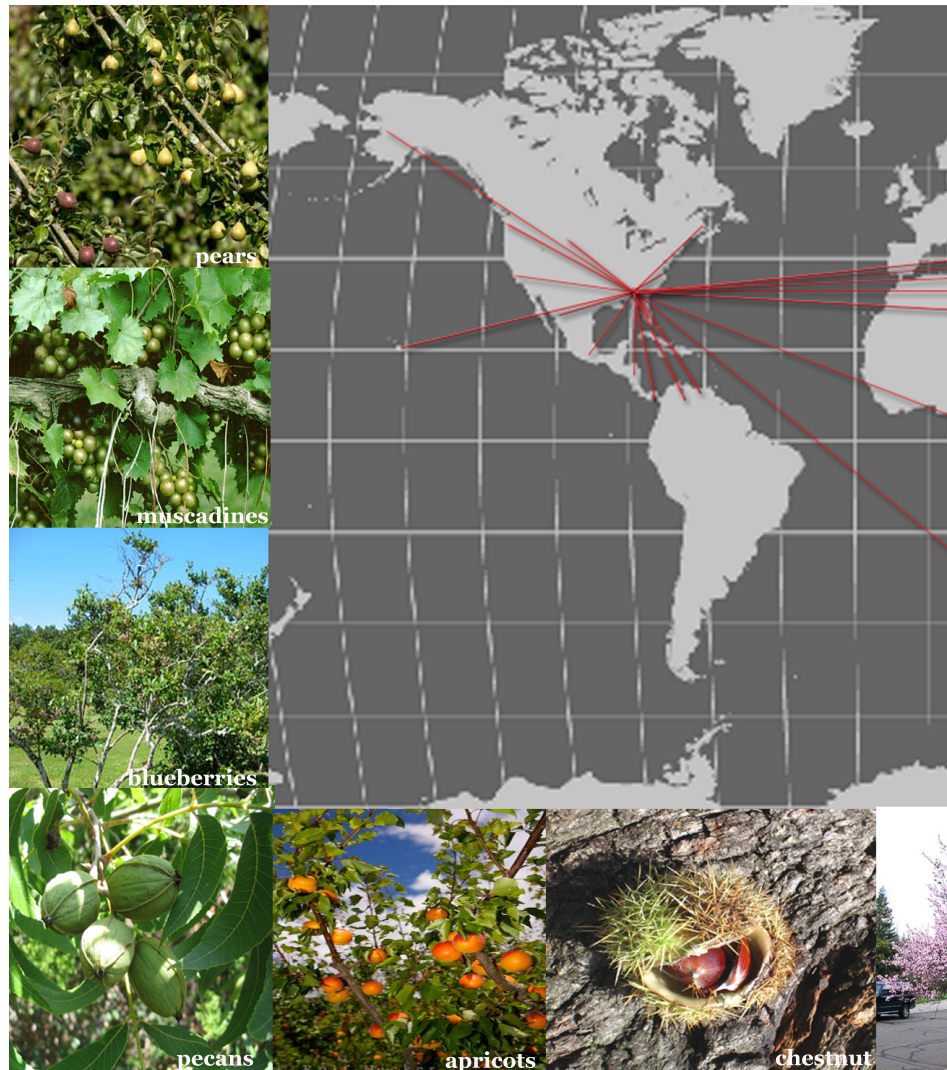 pears
muscadines
blueberries
pecans
apricots
chestnut